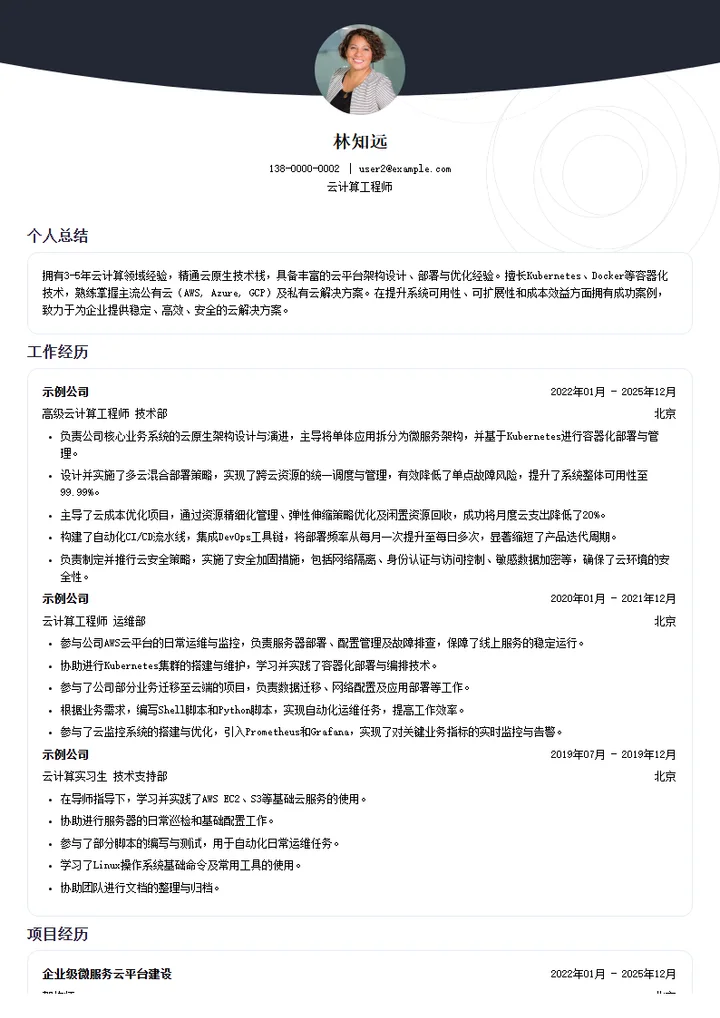 林知远
138-0000-0002 | user2@example.com
云计算工程师
个人总结
拥有3-5年云计算领域经验，精通云原生技术栈，具备丰富的云平台架构设计、部署与优化经验。擅长Kubernetes、Docker等容器化
技术，熟练掌握主流公有云（AWS, Azure, GCP）及私有云解决方案。在提升系统可用性、可扩展性和成本效益方面拥有成功案例，
致力于为企业提供稳定、高效、安全的云解决方案。
工作经历
示例公司 2022年01月 - 2025年12月
高级云计算工程师 技术部 北京
• 负责公司核心业务系统的云原生架构设计与演进，主导将单体应用拆分为微服务架构，并基于Kubernetes进行容器化部署与管
理。
• 设计并实施了多云混合部署策略，实现了跨云资源的统一调度与管理，有效降低了单点故障风险，提升了系统整体可用性至
99.99%。
• 主导了云成本优化项目，通过资源精细化管理、弹性伸缩策略优化及闲置资源回收，成功将月度云支出降低了20%。
• 构建了自动化CI/CD流水线，集成DevOps工具链，将部署频率从每月一次提升至每日多次，显著缩短了产品迭代周期。
• 负责制定并推行云安全策略，实施了安全加固措施，包括网络隔离、身份认证与访问控制、敏感数据加密等，确保了云环境的安
全性。
示例公司 2020年01月 - 2021年12月
云计算工程师 运维部 北京
• 参与公司AWS云平台的日常运维与监控，负责服务器部署、配置管理及故障排查，保障了线上服务的稳定运行。
• 协助进行Kubernetes集群的搭建与维护，学习并实践了容器化部署与编排技术。
• 参与了公司部分业务迁移至云端的项目，负责数据迁移、网络配置及应用部署等工作。
• 根据业务需求，编写Shell脚本和Python脚本，实现自动化运维任务，提高工作效率。
• 参与了云监控系统的搭建与优化，引入Prometheus和Grafana，实现了对关键业务指标的实时监控与告警。
示例公司 2019年07月 - 2019年12月
云计算实习生 技术支持部 北京
• 在导师指导下，学习并实践了AWS EC2、S3等基础云服务的使用。
• 协助进行服务器的日常巡检和基础配置工作。
• 参与了部分脚本的编写与测试，用于自动化日常运维任务。
• 学习了Linux操作系统基础命令及常用工具的使用。
• 协助团队进行文档的整理与归档。
项目经历
企业级微服务云平台建设 2022年01月 - 2025年12月